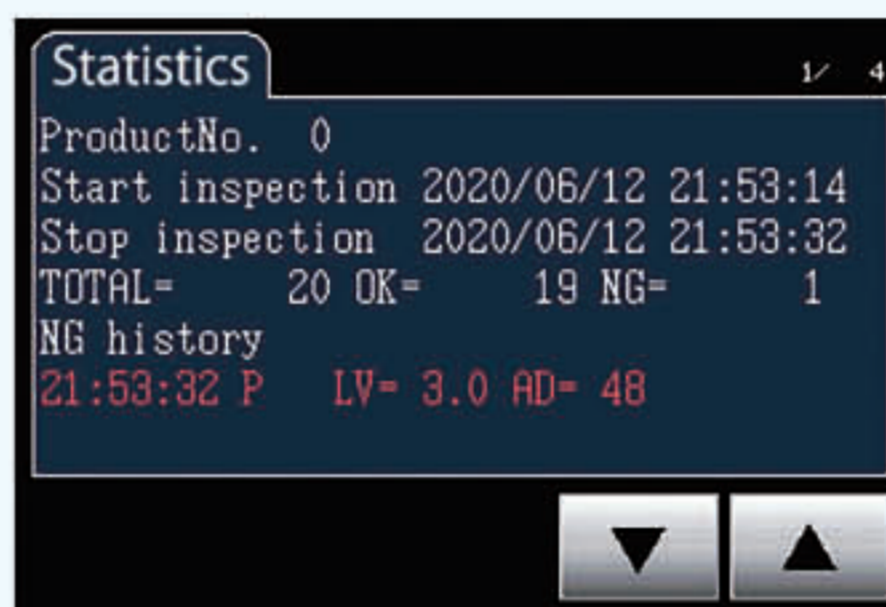 Statistics
1/ 4
ProductNo. 0
Start inspection 2020/06/12 21:53:14
Stop inspection 2020/06/12 21:53:32
TOTAL= 20 OK= 19 NG= 1
NG history
21:53:32 P LV= 3.0 AD= 48